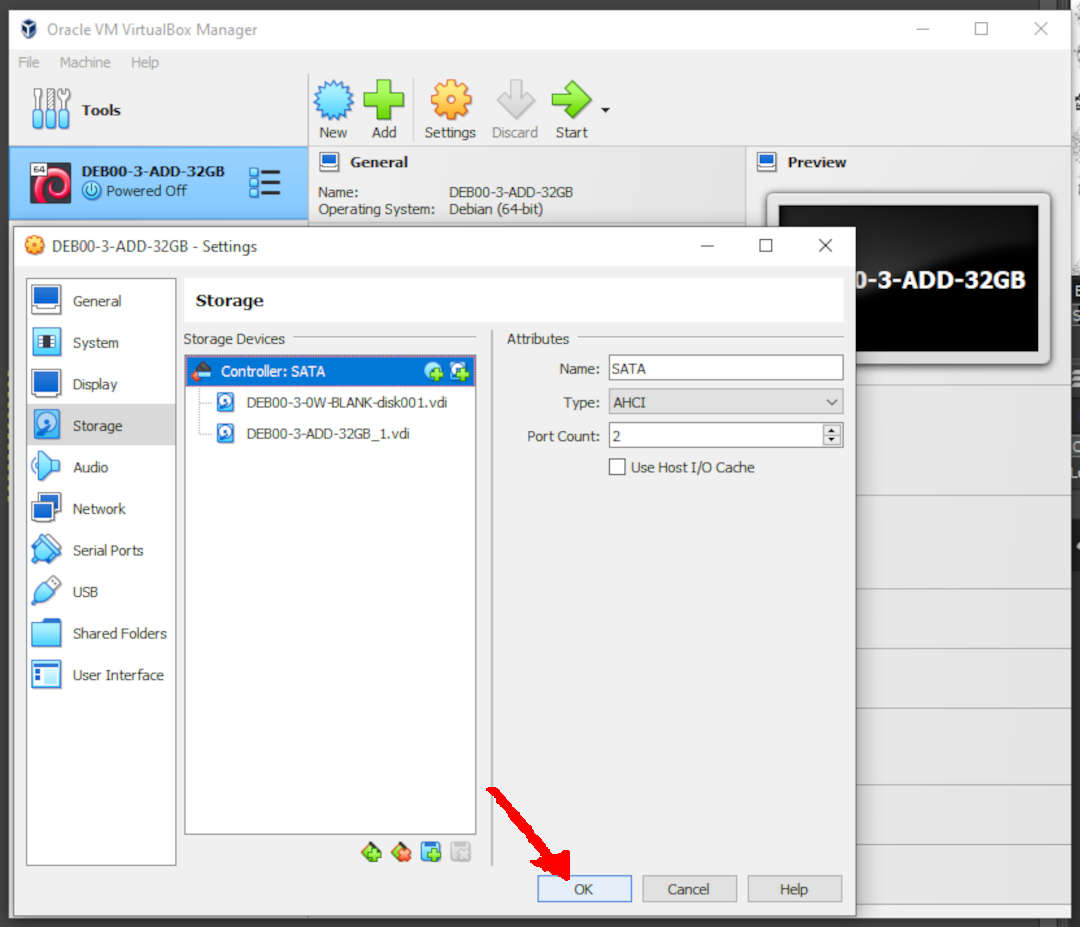 Oracle VM VirtualBox Manager
File Machine Help
Tools
New Add Settings Discard Start
64
DEB00-3-ADD-32GB
Powered Off
General
Name: DEB00-3-ADD-32GB
Operating System: Debian (64-bit)
Preview
0-3-ADD-32GB
DEB00-3-ADD-32GB - Settings
General
System
Display
Storage
Audio
Network
Serial Ports
USB
Shared Folders
User Interface
Storage
Storage Devices
Controller: SATA
DEB00-3-0W-BLANK-disk001.vdi
DEB00-3-ADD-32GB_1.vdi
Attributes
Name: SATA
Type: AHCI
Port Count: 2
Use Host I/O Cache
OK Cancel Help